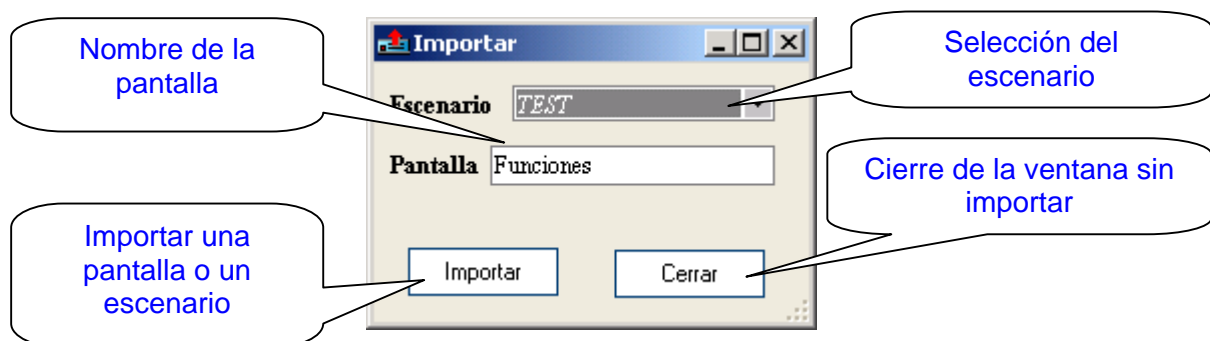 Nombre de la
pantalla
Importar
Selección del
escenario
Escenario TEST
Pantalla Funciones
Cierre de la ventana sin
importar
Importar una
pantalla o un
escenario
Importar
Cerrar